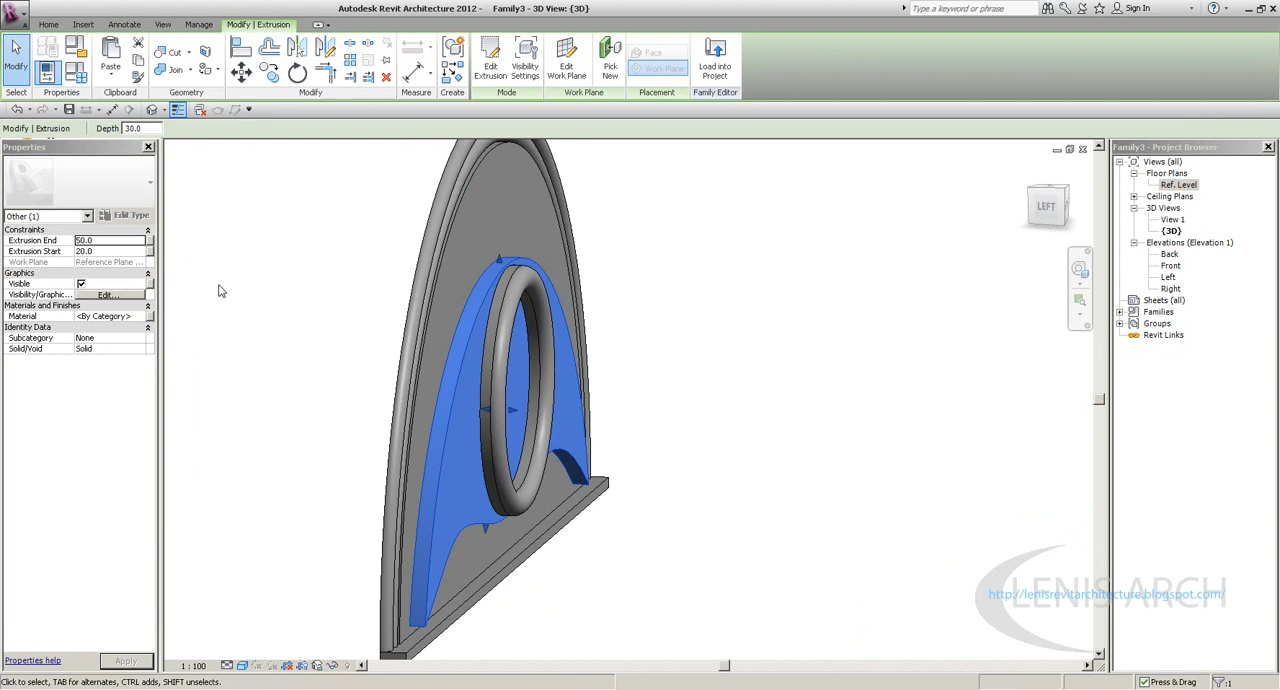 Autodesk Revit Architecture 2012 - Family3 - 3D View: {3D}
Type a keyword or phrase
Sign In
Home Insert Annotate View Manage Modify | Extrusion
Modify
Paste
Cut
Join
Edit Extrusion
Visibility Settings
Edit Work Plane
Pick New
Face
Work Plane
Load into Project
Select Properties Clipboard Geometry Modify Measure Create Mode Work Plane Placement Family Editor
Modify | Extrusion Depth 30.0
Properties
Other (1) Edit Type
Constraints
Extrusion End 50.0
Extrusion Start 20.0
Work Plane Reference Plane ...
Graphics
Visible
Visibility/Graphic... Edit...
Materials and Finishes
Material <By Category>
Identity Data
Subcategory None
Solid/Void Solid
Properties help Apply
LEFT
Family3 - Project Browser
Views (all)
Floor Plans
Ref. Level
Ceiling Plans
3D Views
View 1
{3D}
Elevations (Elevation 1)
Back
Front
Left
Right
Sheets (all)
Families
Groups
Revit Links
LENIS ARCH
http://lenisrevitarchitecture.blogspot.com/
1 : 100
Click to select, TAB for alternates, CTRL adds, SHIFT unselects.
Press & Drag
:1